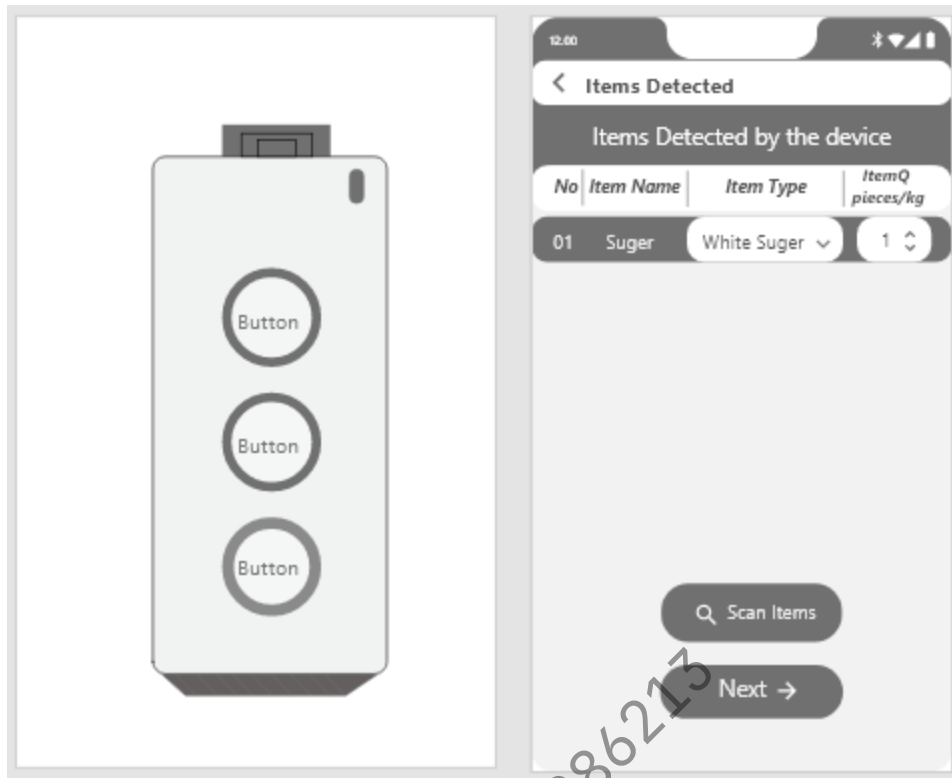 Button
Button
Button
12.00
Items Detected
Items Detected by the device
No Item Name Item Type ItemQ pieces/kg
01 Suger White Suger 1
Scan Items
Next →
86213